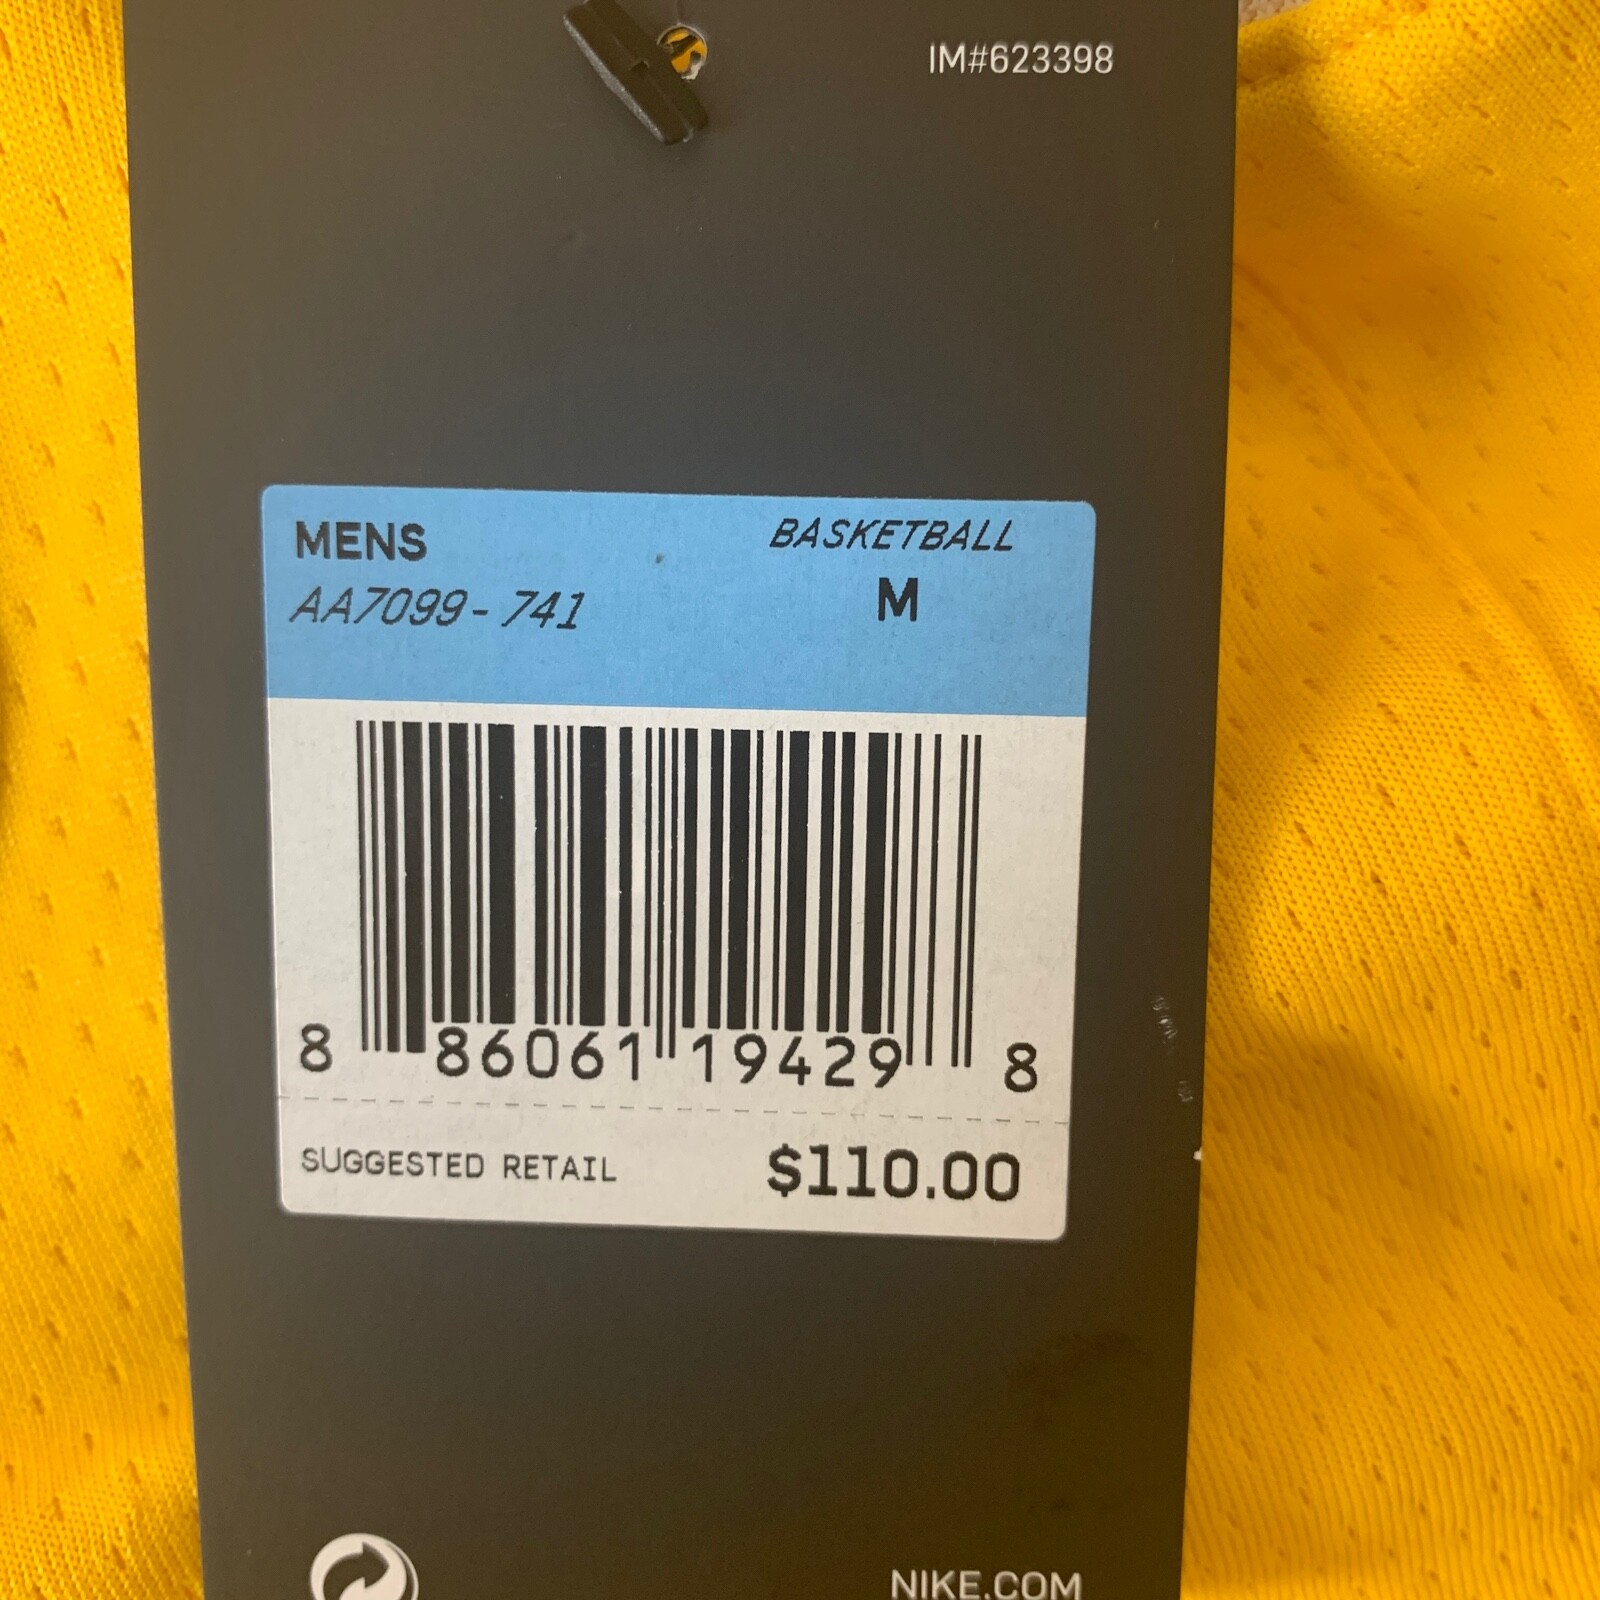 IM#623398
MENS
BASKETBALL
AA7099-741
M
8 86061 19429 8
SUGGESTED RETAIL $110.00
NIKE.COM